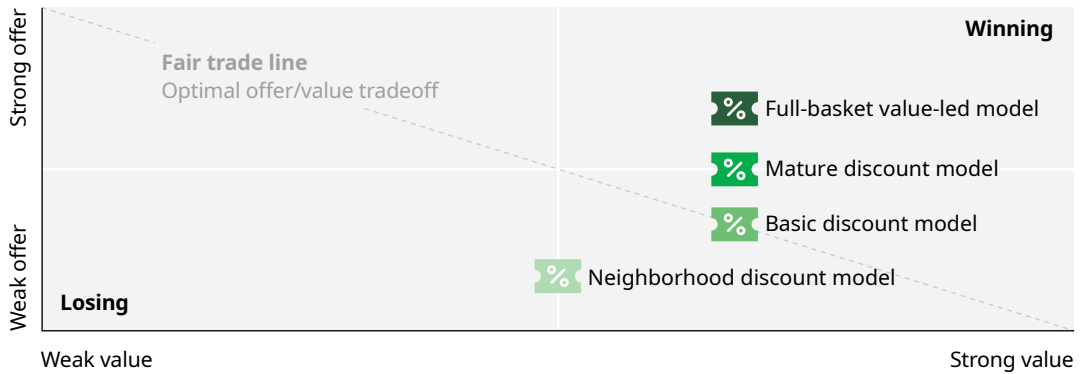 Strong offer
Winning
Fair trade line
Optimal offer/value tradeoff
% Full-basket value-led model
% Mature discount model
% Basic discount model
% Neighborhood discount model
Weak offer
Losing
Weak value
Strong value